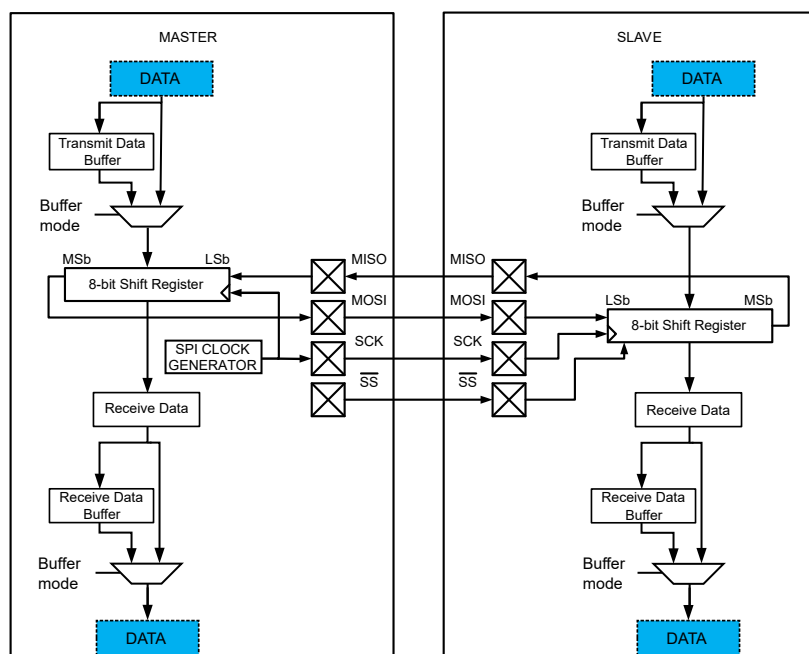 MASTER
DATA
Transmit Data
Buffer
Buffer
mode
MSb
LSb
8-bit Shift Register
SPI CLOCK
GENERATOR
Receive Data
Receive Data
Buffer
Buffer
mode
DATA
MISO
MISO
MOSI
MOSI
SCK
SCK
SS
SS
SLAVE
DATA
Transmit Data
Buffer
Buffer
mode
LSb
MSb
8-bit Shift Register
Receive Data
Receive Data
Buffer
Buffer
mode
DATA